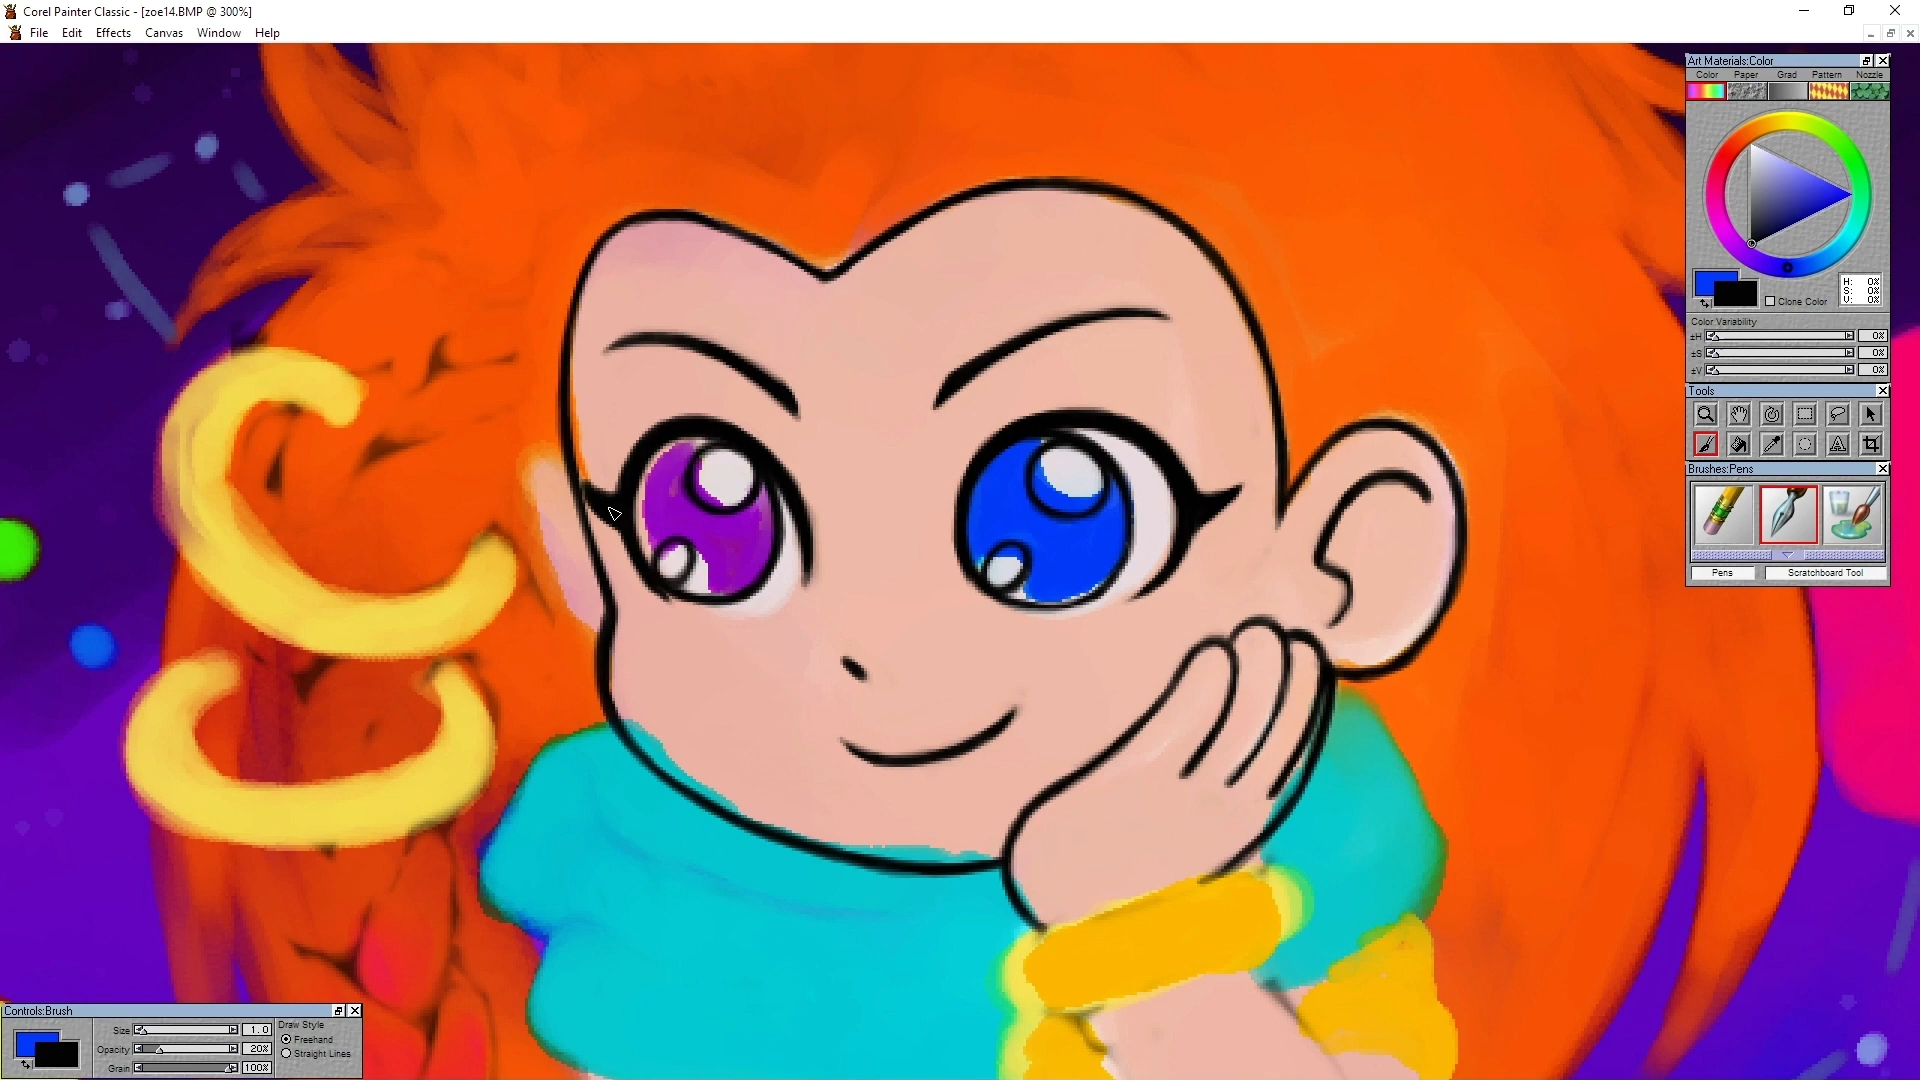 Corel Painter Classic - [zoe14.BMP @ 300%]
File Edit Effects Canvas Window Help
Art Materials:Color
Color Paper Grad Pattern Nozzle
H: 0%
S: 0%
V: 0%
Clone Color
Color Variability
±H 0%
±S 0%
±V 0%
Tools
Brushes:Pens
Pens Scratchboard Tool
Controls:Brush
Size 1.0
Opacity 20%
Grain 100%
Draw Style
Freehand
Straight Lines